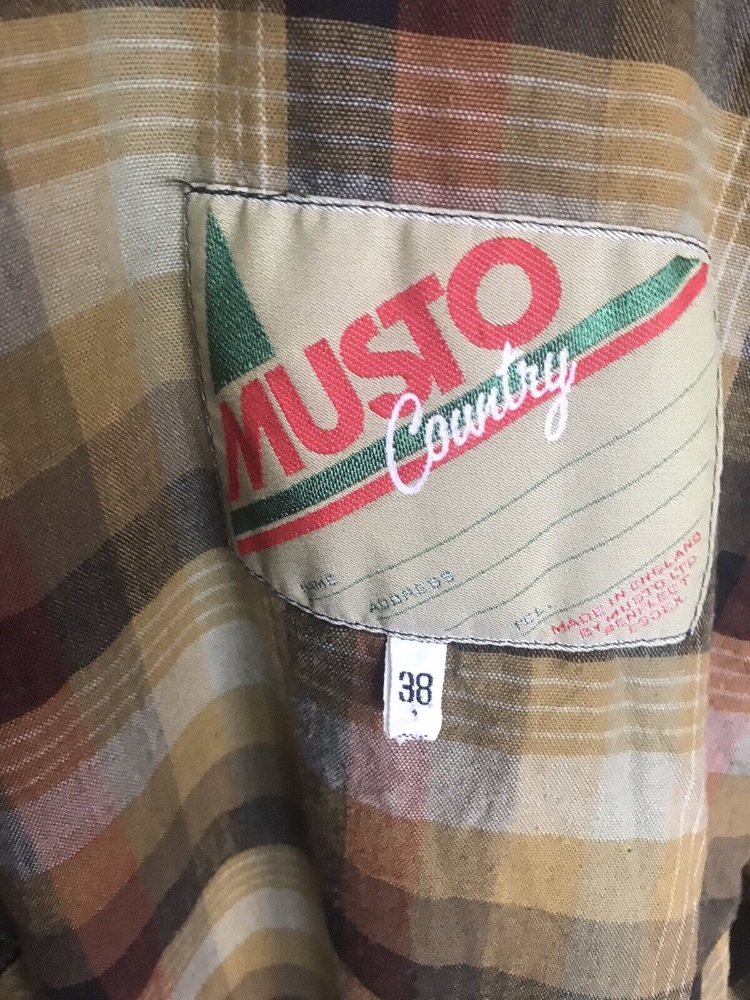 MUSTO
Country
NAME
ADDRESS
TEL.
MADE IN ENGLAND
BY MUSTO LTD
BENFLEET
ESSEX
38